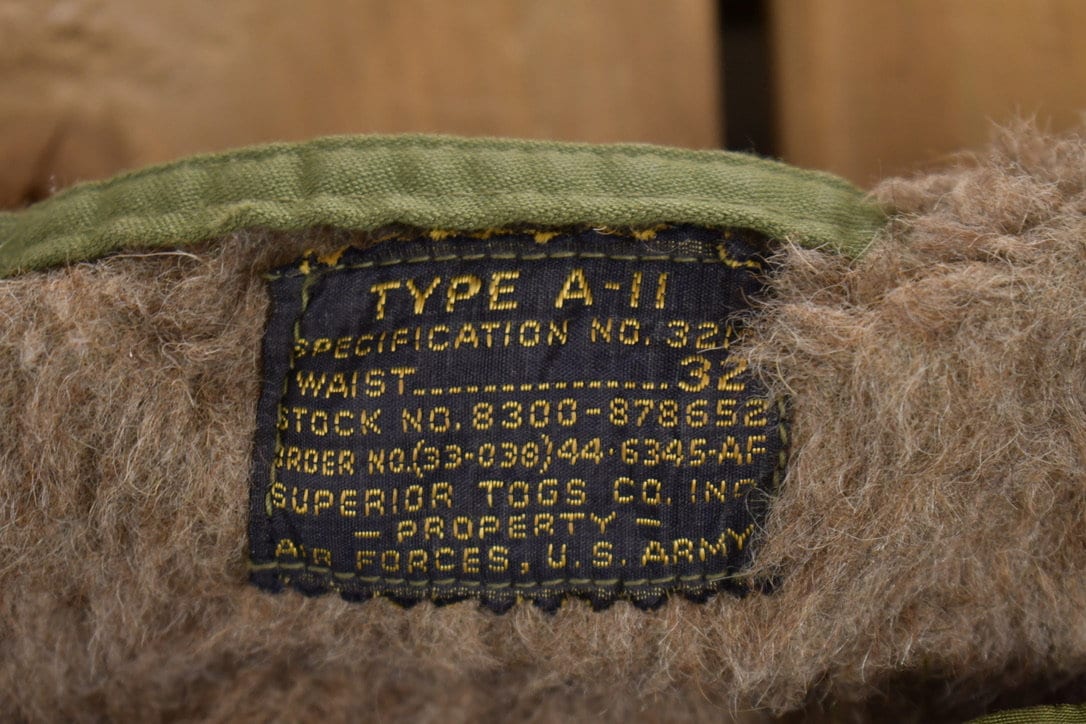 TYPE A-11
SPECIFICATION NO.
WAIST 32
STOCK NO. 8300-878652
ORDER NO. (33-038)44-6345-AF
SUPERIOR TOGS CO. INC
- PROPERTY -
AIR FORCES, U.S. ARMY